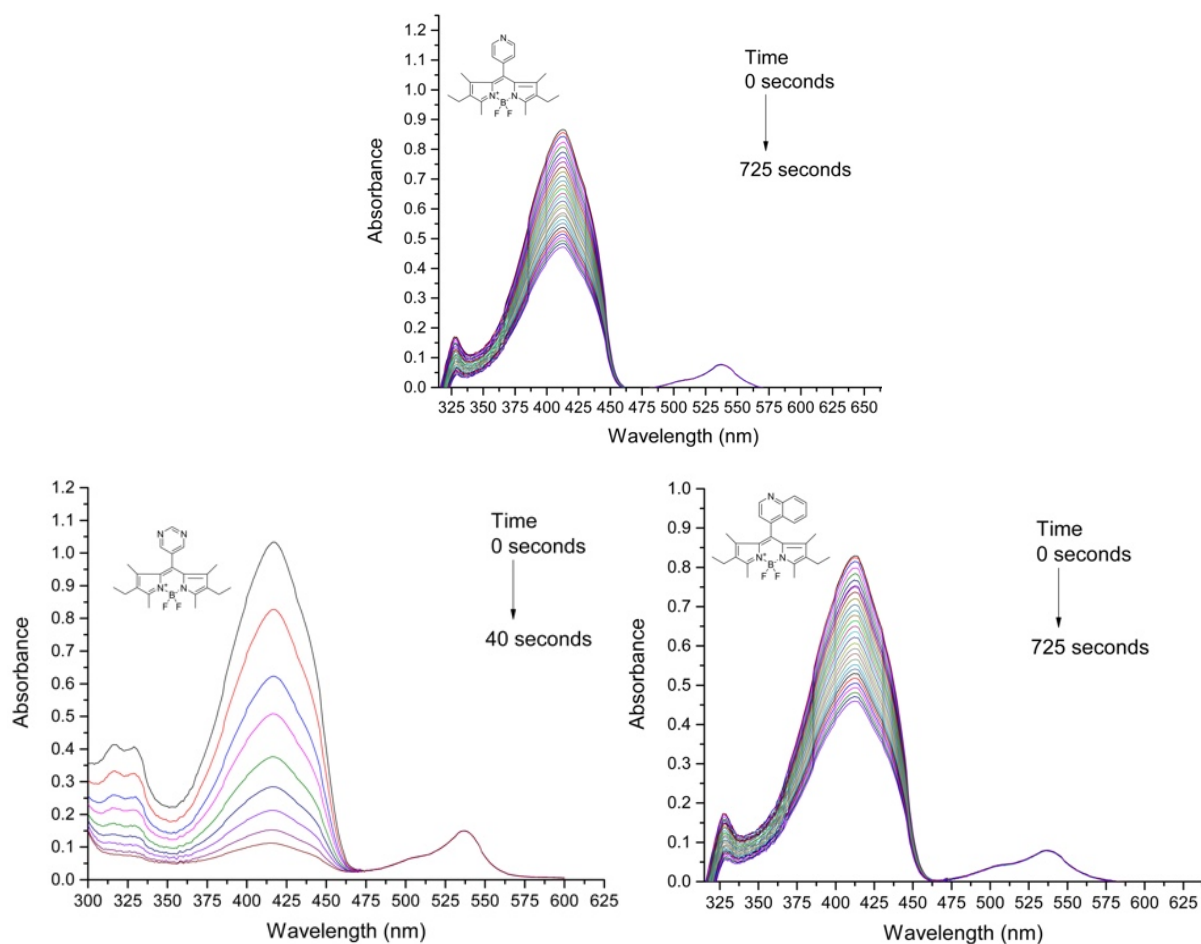 1.2
1.1
1.0
0.9
0.8
0.7
0.6
0.5
0.4
0.3
0.2
0.1
0.0
Absorbance
N
N⁺ B⁻ N
F F
Time
0 seconds
725 seconds
325 350 375 400 425 450 475 500 525 550 575 600 625 650
Wavelength (nm)
1.2
1.1
1.0
0.9
0.8
0.7
0.6
0.5
0.4
0.3
0.2
0.1
0.0
Absorbance
N N
N⁺ B⁻ N
F F
Time
0 seconds
40 seconds
300 325 350 375 400 425 450 475 500 525 550 575 600 625
Wavelength (nm)
1.0
0.9
0.8
0.7
0.6
0.5
0.4
0.3
0.2
0.1
0.0
Absorbance
N
N⁺ B⁻ N
F F
Time
0 seconds
725 seconds
325 350 375 400 425 450 475 500 525 550 575 600 625
Wavelength (nm)